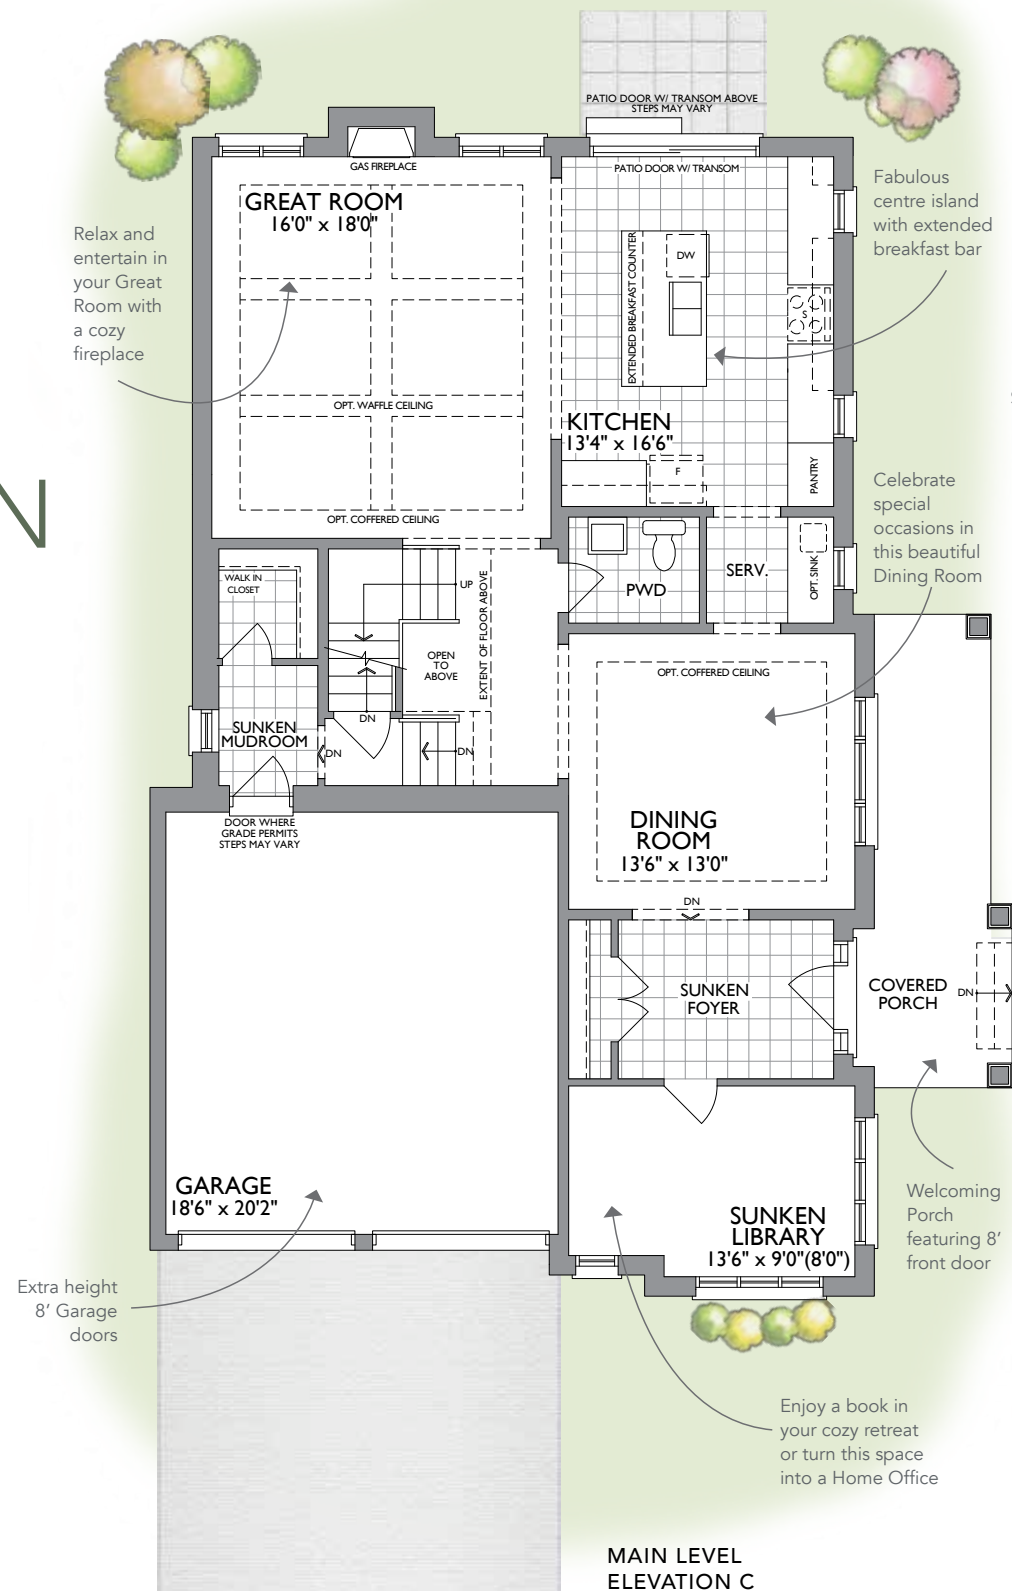 PATIO DOOR W/ TRANSOM ABOVE
STEPS MAY VARY
GAS FIREPLACE
PATIO DOOR W/ TRANSOM
GREAT ROOM
16'0" x 18'0"
Relax and
entertain in
your Great
Room with
a cozy
fireplace
Fabulous
centre island
with extended
breakfast bar
EXTENDED BREAKFAST COUNTER
DW
S
OPT. WAFFLE CEILING
KITCHEN
13'4" x 16'6"
F
PANTRY
N
OPT. COFFERED CEILING
Celebrate
special
occasions in
this beautiful
Dining Room
WALK IN
CLOSET
UP
EXTENT OF FLOOR ABOVE
PWD
SERV.
OPT. SINK
OPEN
TO
ABOVE
OPT. COFFERED CEILING
SUNKEN
MUDROOM
DN
DN
DN
DOOR WHERE
GRADE PERMITS
STEPS MAY VARY
DINING
ROOM
13'6" x 13'0"
DN
SUNKEN
FOYER
COVERED
PORCH
DN
GARAGE
18'6" x 20'2"
SUNKEN
LIBRARY
13'6" x 9'0"(8'0")
Welcoming
Porch
featuring 8'
front door
Extra height
8' Garage
doors
Enjoy a book in
your cozy retreat
or turn this space
into a Home Office
MAIN LEVEL
ELEVATION C